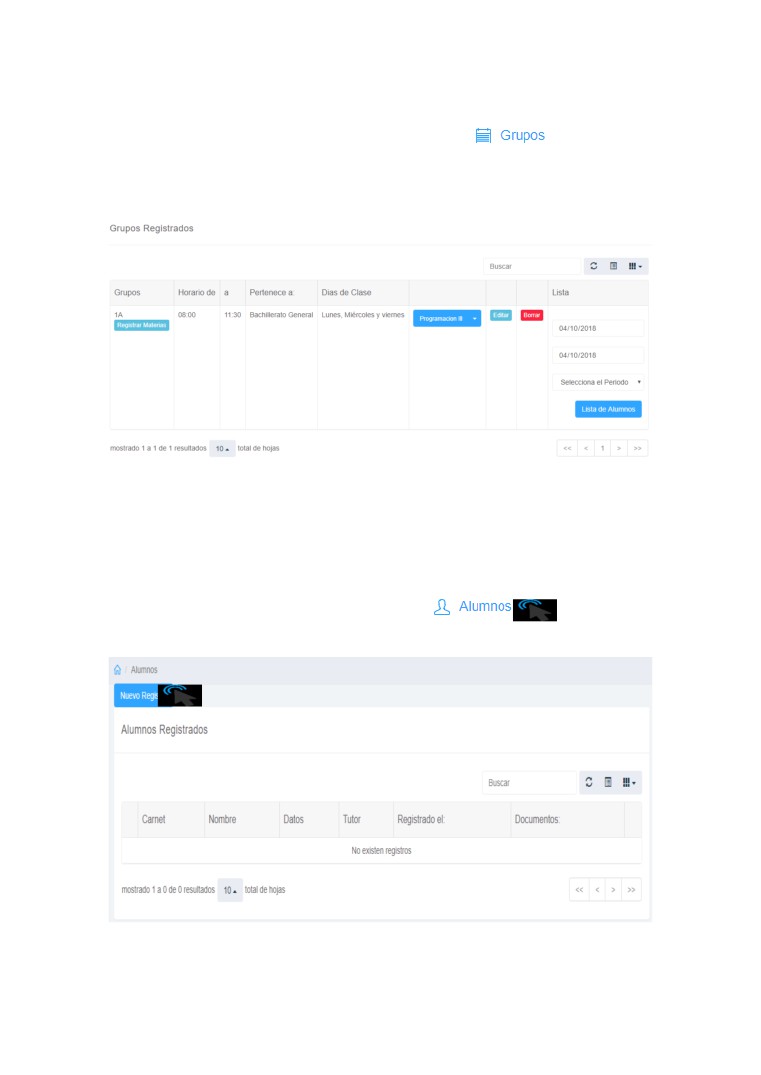 Grupos
Grupos Registrados
Buscar
Grupos Horario de a Pertenece a: Dias de Clase Lista
1A 08:00 11:30 Bachillerato General Lunes, Miércoles y viernes Programacion III Editar Borrar
Registrar Materias
04/10/2018
04/10/2018
Selecciona el Periodo
Lista de Alumnos
mostrado 1 a 1 de 1 resultados 10 total de hojas << < 1 > >>
Alumnos
/ Alumnos
Nuevo Regis
Alumnos Registrados
Buscar
Carnet Nombre Datos Tutor Registrado el: Documentos:
No existen registros
mostrado 1 a 0 de 0 resultados 10 total de hojas << < > >>